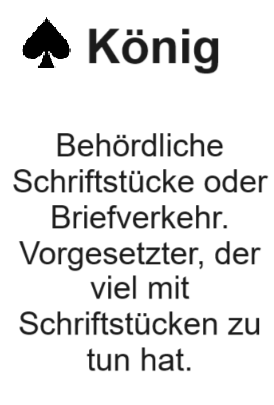 ♠ König
Behördliche
Schriftstücke oder
Briefverkehr.
Vorgesetzter, der
viel mit
Schriftstücken zu
tun hat.